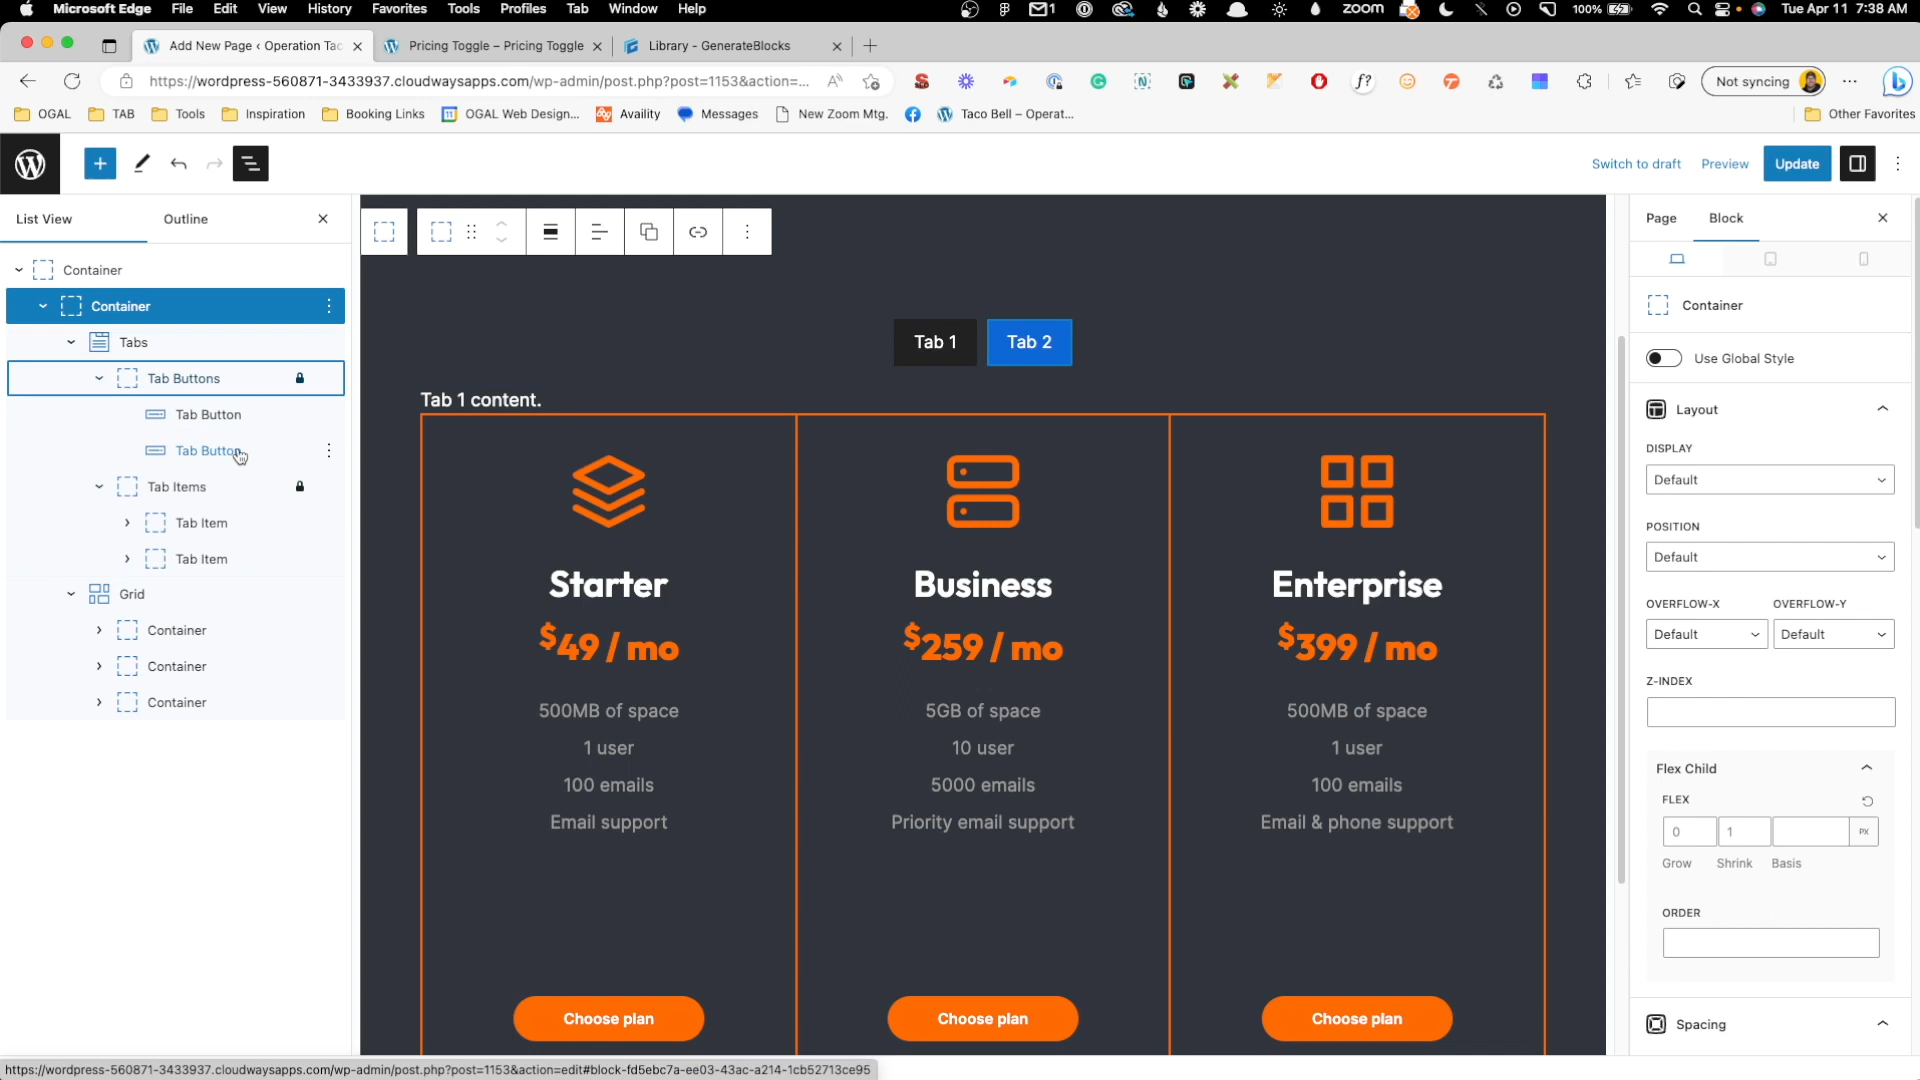 Microsoft Edge File Edit View History Favorites Tools Profiles Tab Window Help
1 zoom 100% Tue Apr 11 7:38 AM
Add New Page ‹ Operation Tac
Pricing Toggle – Pricing Toggle
Library - GenerateBlocks
https://wordpress-560871-3433937.cloudwaysapps.com/wp-admin/post.php?post=1153&action=...
Not syncing
OGAL
TAB
Tools
Inspiration
Booking Links
OGAL Web Design...
Availity
Messages
New Zoom Mtg.
Taco Bell – Operat...
Other Favorites
Switch to draft
Preview
Update
List View
Outline
Container
Container
Tabs
Tab Buttons
Tab Button
Tab Button
Tab Items
Tab Item
Tab Item
Grid
Container
Container
Container
Tab 1
Tab 2
Tab 1 content.
Starter
$49 / mo
500MB of space
1 user
100 emails
Email support
Choose plan
Business
$259 / mo
5GB of space
10 user
5000 emails
Priority email support
Choose plan
Enterprise
$399 / mo
500MB of space
1 user
100 emails
Email & phone support
Choose plan
Page
Block
Container
Use Global Style
Layout
DISPLAY
Default
POSITION
Default
OVERFLOW-X
OVERFLOW-Y
Default
Default
Z-INDEX
Flex Child
FLEX
0
1
PX
Grow
Shrink
Basis
ORDER
Spacing
https://wordpress-560871-3433937.cloudwaysapps.com/wp-admin/post.php?post=1153&action=edit#block-fd5ebc7a-ee03-43ac-a214-1cb52713ce95